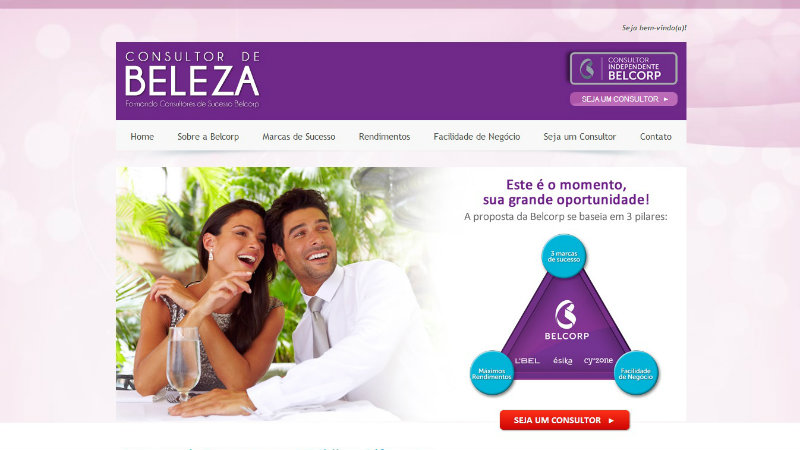 Seja bem-vindo(a)!
CONSULTOR DE
BELEZA
Formando Consultores de Sucesso Belcorp
CONSULTOR
INDEPENDENTE
BELCORP
SEJA UM CONSULTOR
Home Sobre a Belcorp Marcas de Sucesso Rendimentos Facilidade de Negócio Seja um Consultor Contato
Este é o momento,
sua grande oportunidade!
A proposta da Belcorp se baseia em 3 pilares:
3 marcas
de sucesso
BELCORP
L'BEL ésika cy°zone
Máximos
Rendimentos
Facilidade
de Negócio
SEJA UM CONSULTOR